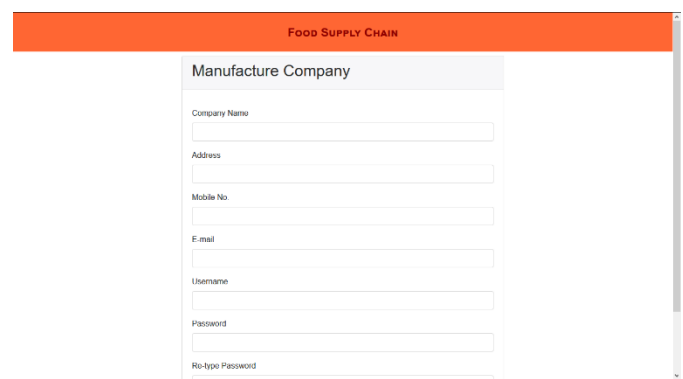 Food Supply Chain
Manufacture Company
Company Name
Address
Mobile No.
E-mail
Username
Password
Re-type Password